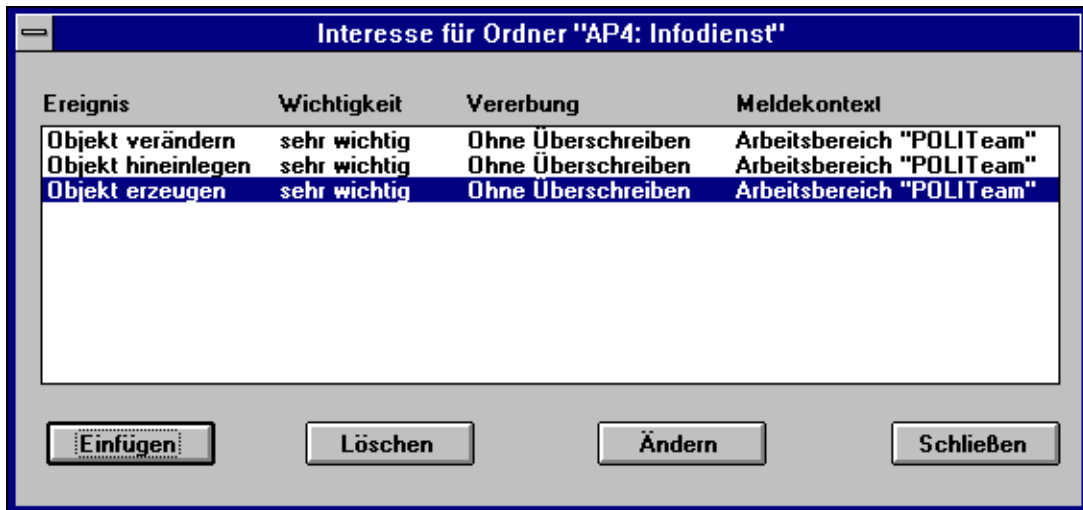 Interesse für Ordner "AP4: Infodienst"
Ereignis Wichtigkeit Vererbung Meldekontext
Objekt verändern sehr wichtig Ohne Überschreiben Arbeitsbereich "POLITeam"
Objekt hineinlegen sehr wichtig Ohne Überschreiben Arbeitsbereich "POLITeam"
Objekt erzeugen sehr wichtig Ohne Überschreiben Arbeitsbereich "POLITeam"
Einfügen Löschen Ändern Schließen